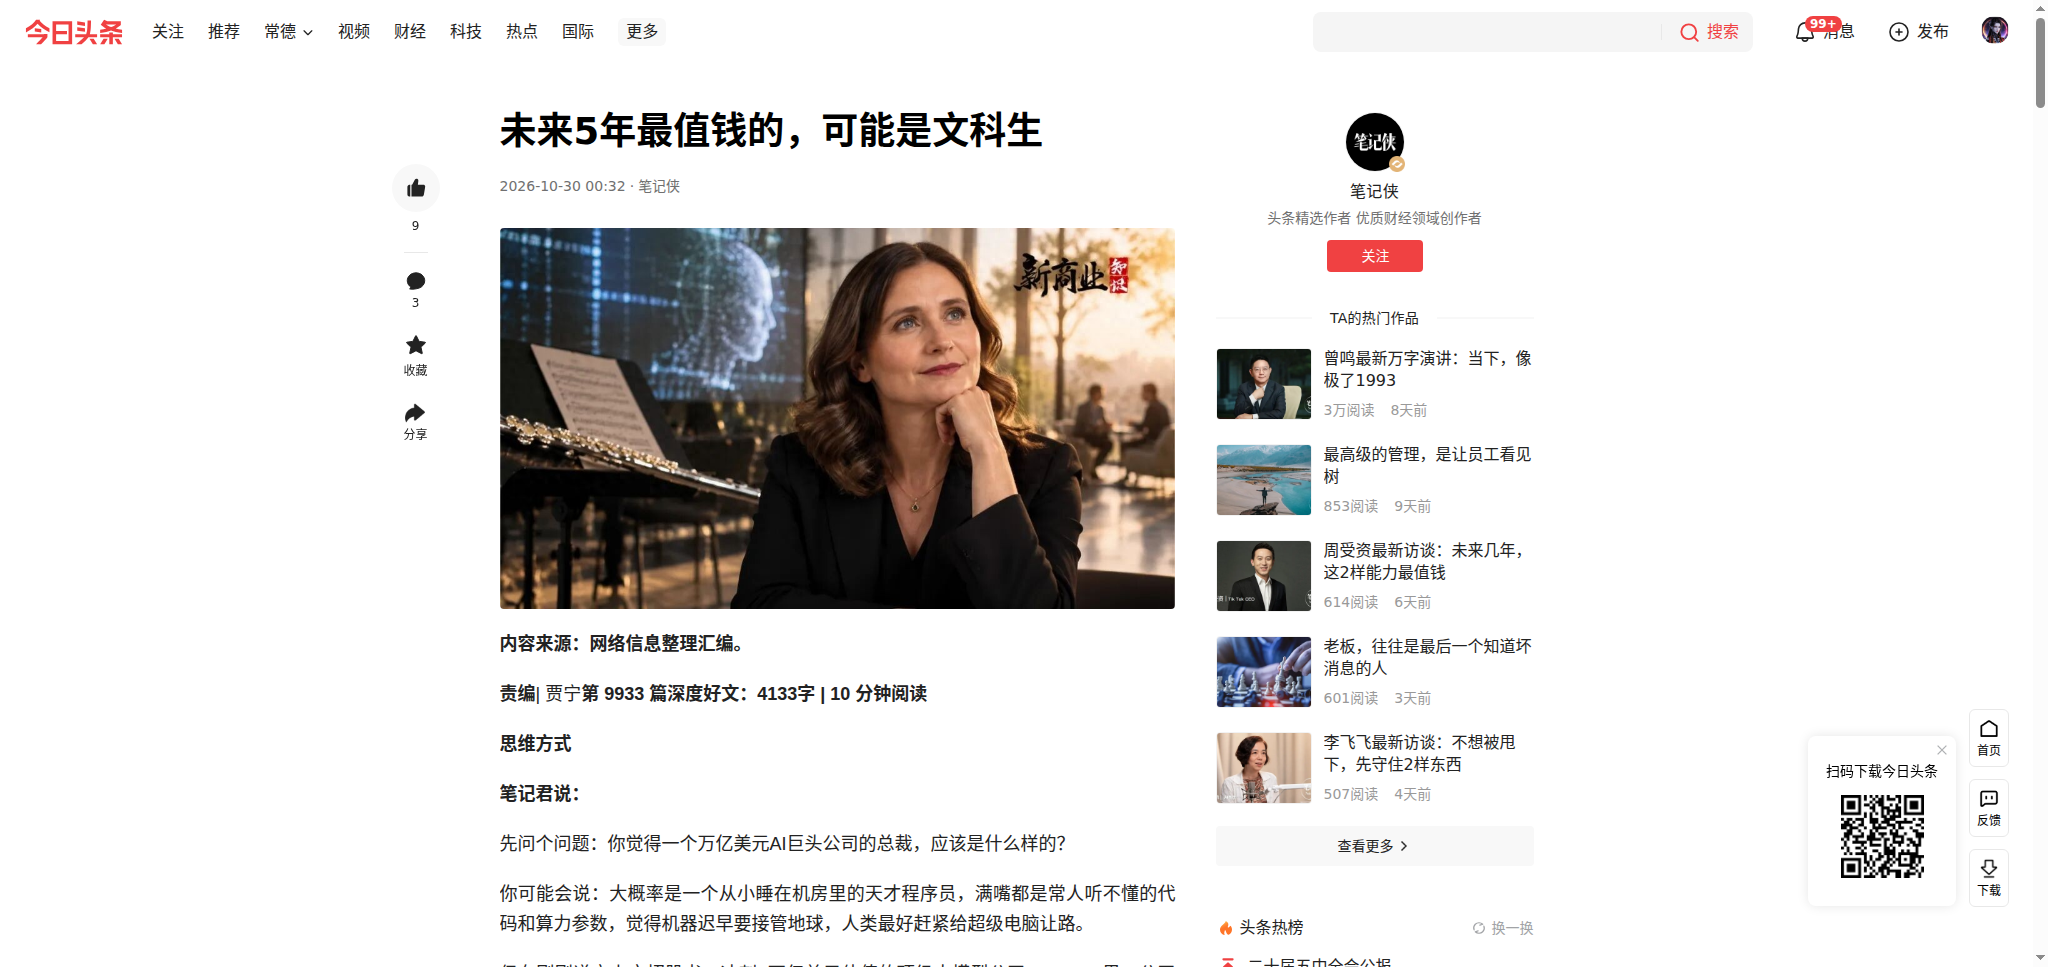 今日头条
关注 推荐 常德 视频 财经 科技 热点 国际 更多
搜索
99+
消息
发布
未来5年最值钱的，可能是文科生
2026-10-30 00:32 · 笔记侠
9
3
收藏
分享
新商业知识
内容来源：网络信息整理汇编。
责编| 贾宁第 9933 篇深度好文：4133字 | 10 分钟阅读
思维方式
笔记君说：
先问个问题：你觉得一个万亿美元AI巨头公司的总裁，应该是什么样的？
你可能会说：大概率是一个从小睡在机房里的天才程序员，满嘴都是常人听不懂的代
码和算力参数，觉得机器迟早要接管地球，人类最好赶紧给超级电脑让路。
笔记侠
笔记侠
头条精选作者 优质财经领域创作者
关注
TA的热门作品
曾鸣最新万字演讲：当下，像
极了1993
3万阅读 8天前
最高级的管理，是让员工看见
树
853阅读 9天前
周受资最新访谈：未来几年，
这2样能力最值钱
614阅读 6天前
老板，往往是最后一个知道坏
消息的人
601阅读 3天前
李飞飞最新访谈：不想被甩
下，先守住2样东西
507阅读 4天前
查看更多
头条热榜
换一换
二十届五中全会公报
扫码下载今日头条
首页
反馈
下载